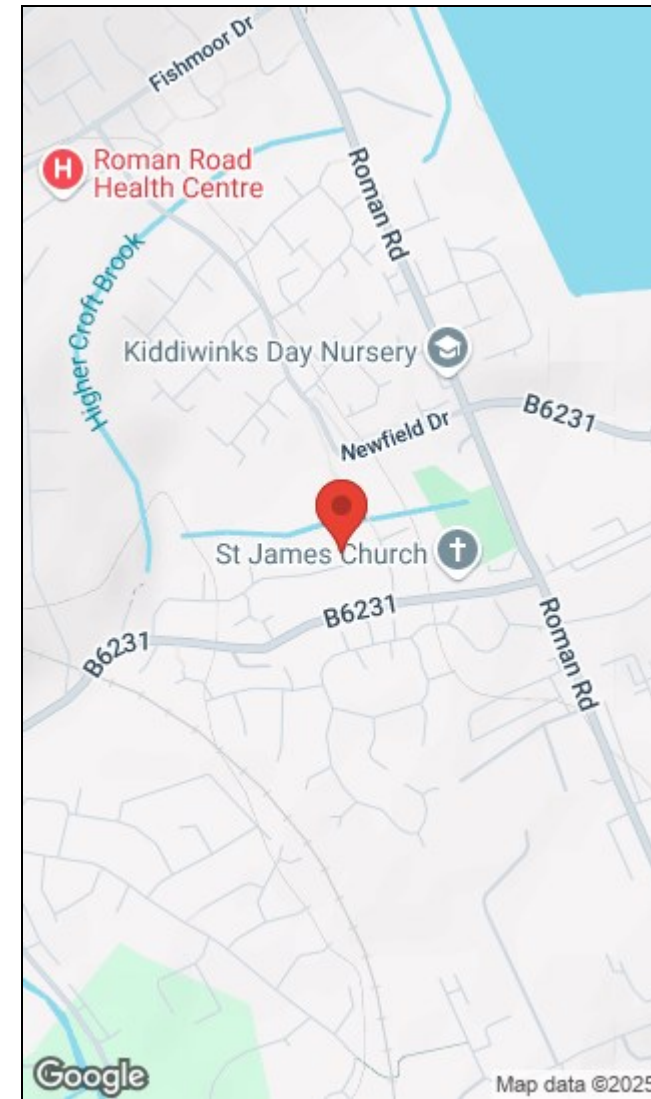 Fishmoor Dr
H
Roman Road
Health Centre
Roman Rd
Higher Croft Brook
Kiddiwinks Day Nursery
B6231
Newfield Dr
St James Church
B6231
B6231
Roman Rd
Google
Map data ©2025